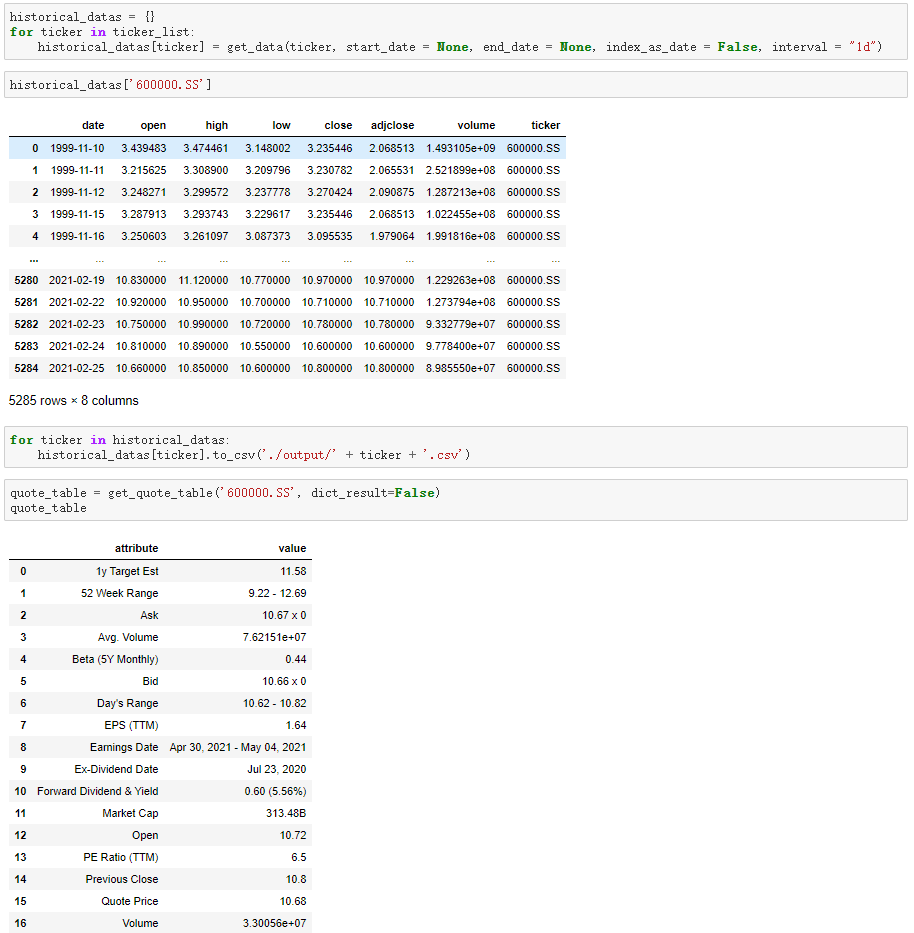 historical_datas = {}
for ticker in ticker_list:
    historical_datas[ticker] = get_data(ticker, start_date = None, end_date = None, index_as_date = False, interval = "1d")
historical_datas['600000.SS']
date open high low close adjclose volume ticker
0 1999-11-10 3.439483 3.474461 3.148002 3.235446 2.068513 1.493105e+09 600000.SS
1 1999-11-11 3.215625 3.308900 3.209796 3.230782 2.065531 2.521899e+08 600000.SS
2 1999-11-12 3.248271 3.299572 3.237778 3.270424 2.090875 1.287213e+08 600000.SS
3 1999-11-15 3.287913 3.293743 3.229617 3.235446 2.068513 1.022455e+08 600000.SS
4 1999-11-16 3.250603 3.261097 3.087373 3.095535 1.979064 1.991816e+08 600000.SS
... ... ... ... ... ... ... ... ...
5280 2021-02-19 10.830000 11.120000 10.770000 10.970000 10.970000 1.229263e+08 600000.SS
5281 2021-02-22 10.920000 10.950000 10.700000 10.710000 10.710000 1.273794e+08 600000.SS
5282 2021-02-23 10.750000 10.990000 10.720000 10.780000 10.780000 9.332779e+07 600000.SS
5283 2021-02-24 10.810000 10.890000 10.550000 10.600000 10.600000 9.778400e+07 600000.SS
5284 2021-02-25 10.660000 10.850000 10.600000 10.800000 10.800000 8.985550e+07 600000.SS
5285 rows × 8 columns
for ticker in historical_datas:
    historical_datas[ticker].to_csv('./output/' + ticker + '.csv')
quote_table = get_quote_table('600000.SS', dict_result=False)
quote_table
attribute value
0 1y Target Est 11.58
1 52 Week Range 9.22 - 12.69
2 Ask 10.67 x 0
3 Avg. Volume 7.62151e+07
4 Beta (5Y Monthly) 0.44
5 Bid 10.66 x 0
6 Day's Range 10.62 - 10.82
7 EPS (TTM) 1.64
8 Earnings Date Apr 30, 2021 - May 04, 2021
9 Ex-Dividend Date Jul 23, 2020
10 Forward Dividend & Yield 0.60 (5.56%)
11 Market Cap 313.48B
12 Open 10.72
13 PE Ratio (TTM) 6.5
14 Previous Close 10.8
15 Quote Price 10.68
16 Volume 3.30056e+07